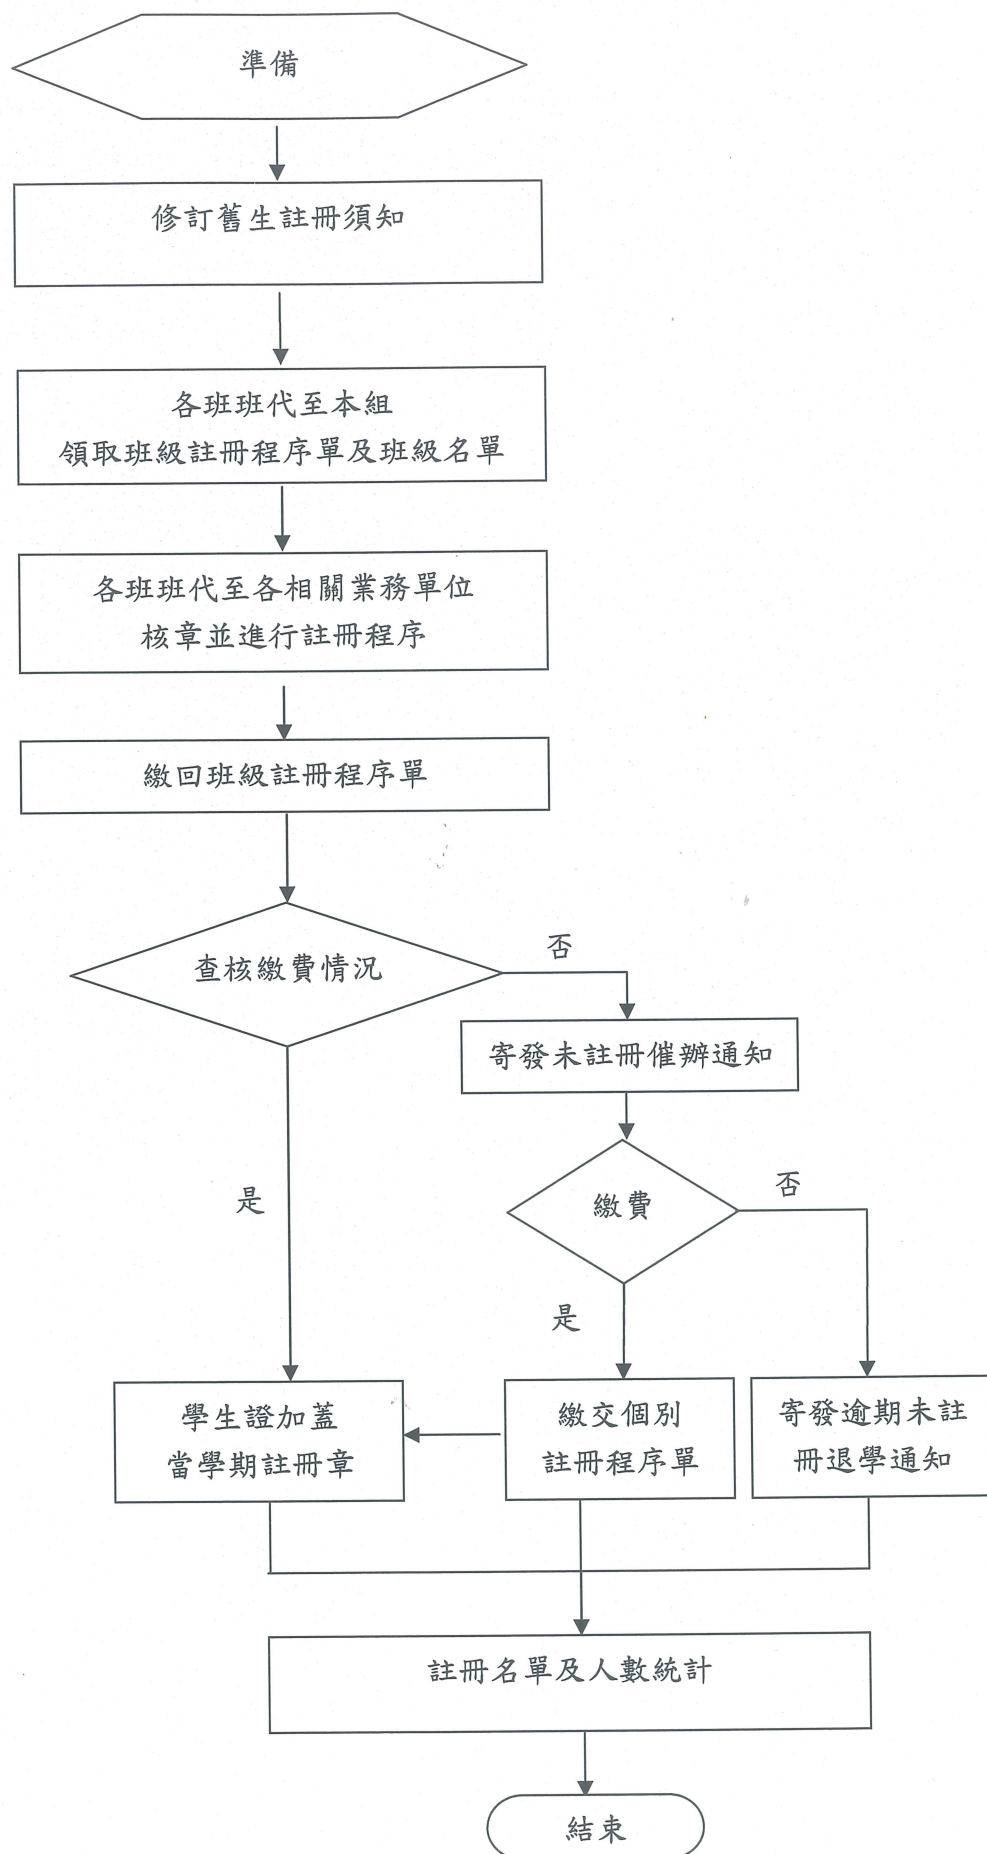 準備
修訂舊生註冊須知
各班班代至本組
領取班級註冊程序單及班級名單
各班班代至各相關業務單位
核章並進行註冊程序
繳回班級註冊程序單
查核繳費情況
否
寄發未註冊催辦通知
是
繳費
否
是
學生證加蓋
當學期註冊章
繳交個別
註冊程序單
寄發逾期未註
冊退學通知
註冊名單及人數統計
結束